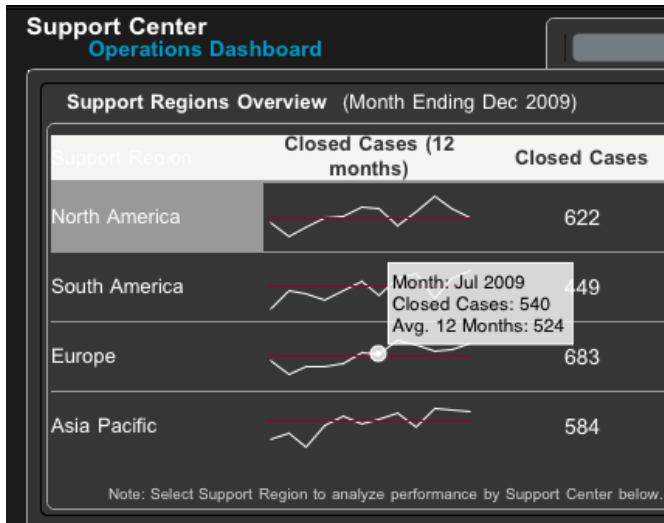 Support Center
Operations Dashboard
Support Regions Overview (Month Ending Dec 2009)
Support Region
Closed Cases (12
months)
Closed Cases
North America
622
South America
449
Month: Jul 2009
Closed Cases: 540
Avg. 12 Months: 524
Europe
683
Asia Pacific
584
Note: Select Support Region to analyze performance by Support Center below.